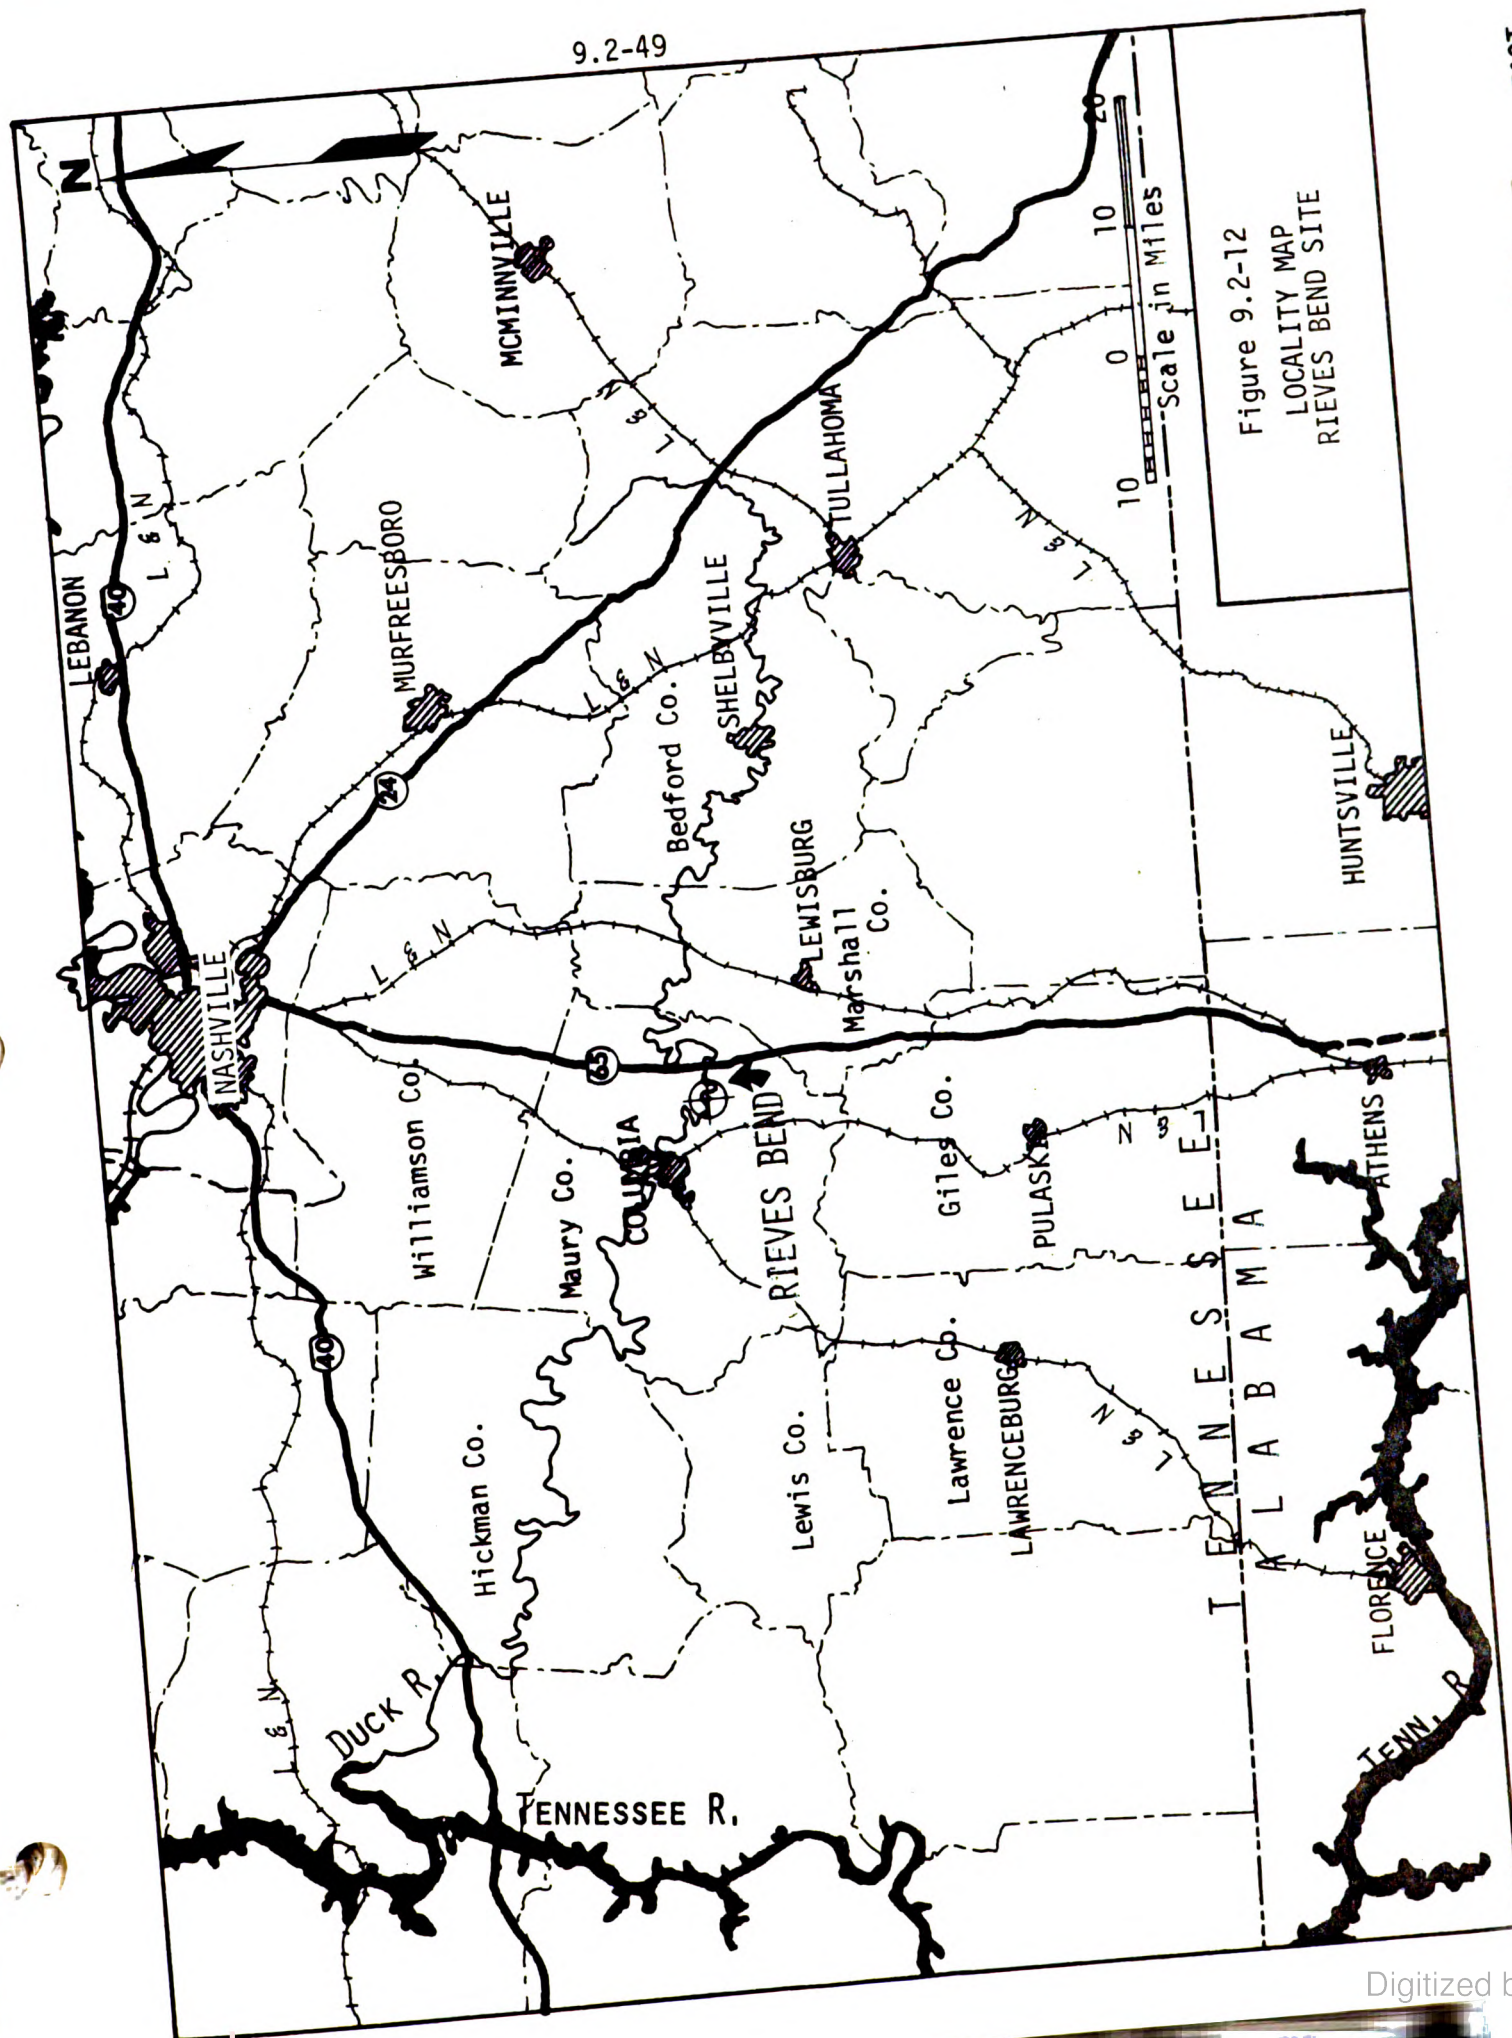 9.2-49
N
LEBANON
40
L & N
MCMINNVILLE
MURFREESBORO
NASHVILLE
24
L & N
L & N
L & N
TULLAHOMA
SHELBYVILLE
Bedford Co.
LEWISBURG
Marshall
Co.
65
Williamson Co.
Maury Co.
COLUMBIA
RIEVES BEND
Giles Co.
PULASKI
L & N
40
Hickman Co.
Lewis Co.
Lawrence Co.
LAWRENCEBURG
L & N
L & N
DUCK R.
TENNESSEE R.
TENNESSEE
ALABAMA
L & N
HUNTSVILLE
ATHENS
FLORENCE
TENN. R
10 0 10 20
Scale in Miles
Figure 9.2-12
LOCALITY MAP
RIEVES BEND SITE
Digitized b